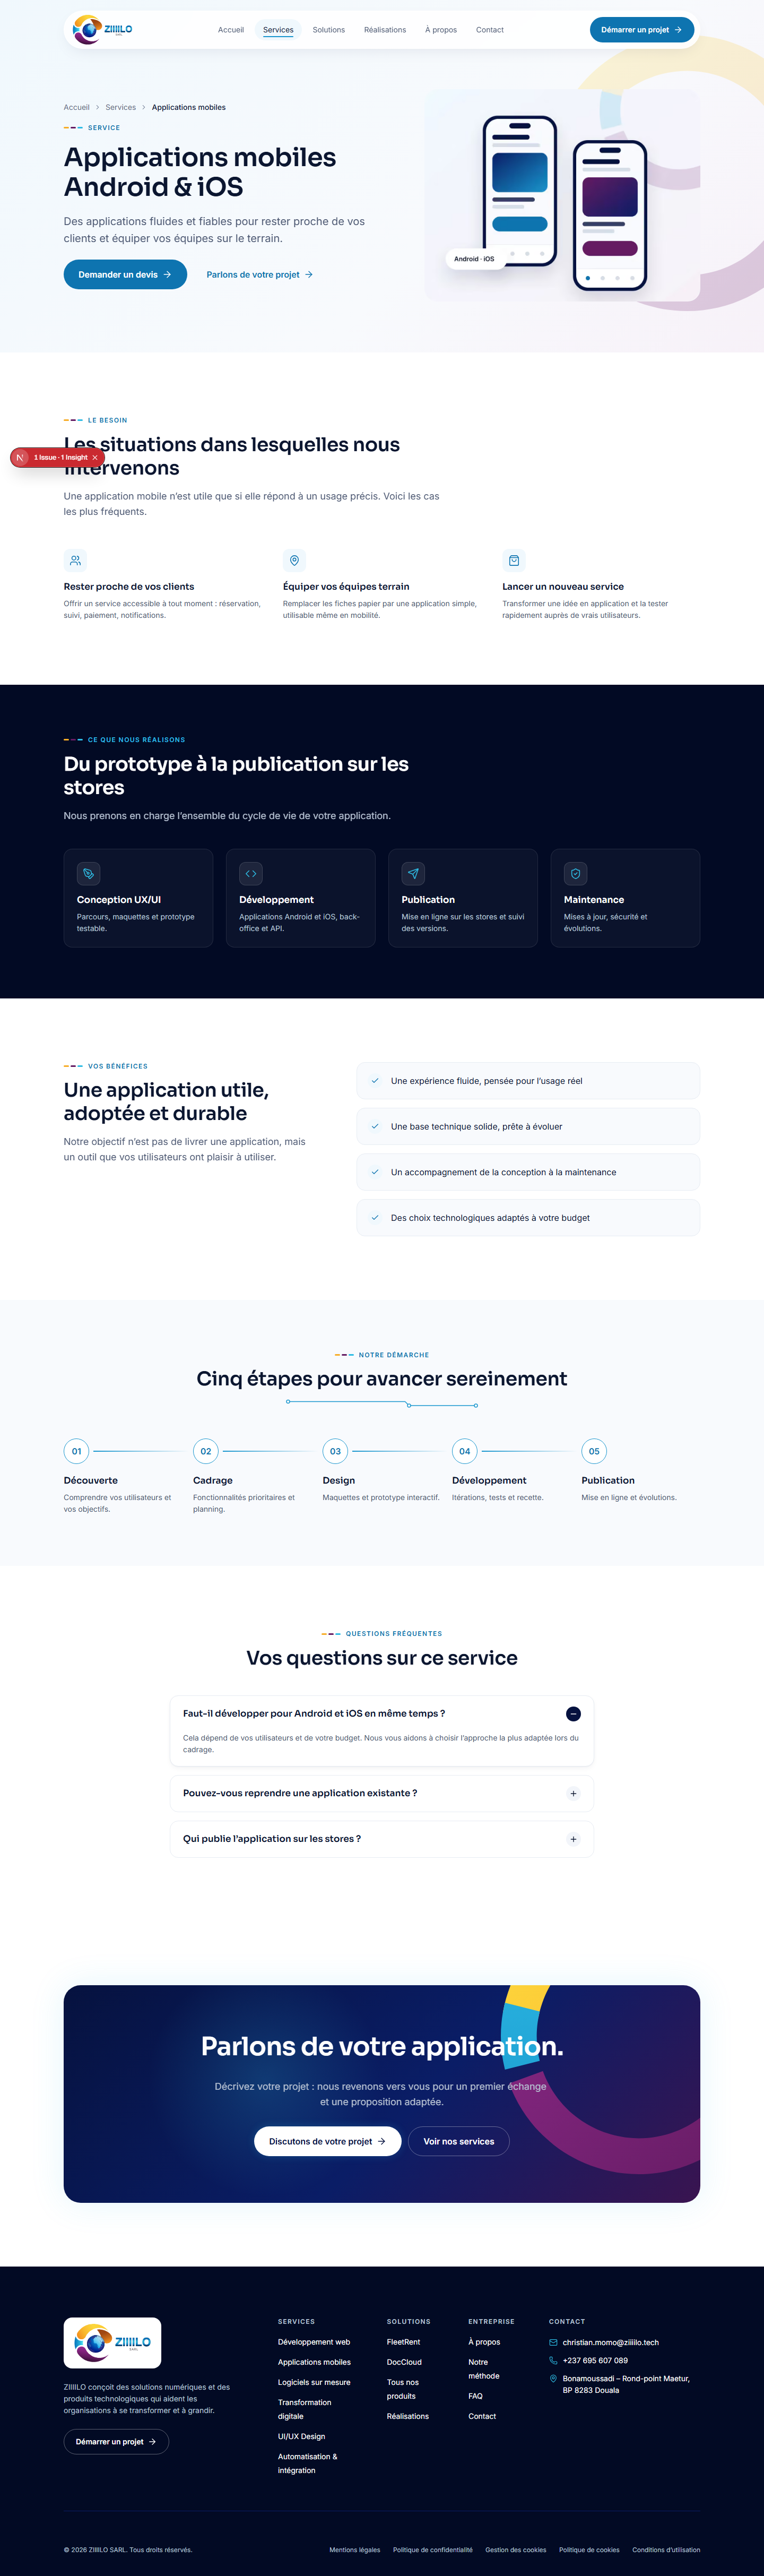 ZIIIILO
SARL
Accueil
Services
Solutions
Réalisations
À propos
Contact
Démarrer un projet
Accueil
Services
Applications mobiles
SERVICE
Applications mobiles
Android & iOS
Des applications fluides et fiables pour rester proche de vos
clients et équiper vos équipes sur le terrain.
Demander un devis
Parlons de votre projet
Android · iOS
LE BESOIN
Les situations dans lesquelles nous
intervenons
1 Issue · 1 Insight
Une application mobile n’est utile que si elle répond à un usage précis. Voici les cas
les plus fréquents.
Rester proche de vos clients
Offrir un service accessible à tout moment : réservation,
suivi, paiement, notifications.
Équiper vos équipes terrain
Remplacer les fiches papier par une application simple,
utilisable même en mobilité.
Lancer un nouveau service
Transformer une idée en application et la tester
rapidement auprès de vrais utilisateurs.
CE QUE NOUS RÉALISONS
Du prototype à la publication sur les
stores
Nous prenons en charge l’ensemble du cycle de vie de votre application.
Conception UX/UI
Parcours, maquettes et prototype
testable.
Développement
Applications Android et iOS, back-
office et API.
Publication
Mise en ligne sur les stores et suivi
des versions.
Maintenance
Mises à jour, sécurité et
évolutions.
VOS BÉNÉFICES
Une application utile,
adoptée et durable
Notre objectif n’est pas de livrer une application, mais
un outil que vos utilisateurs ont plaisir à utiliser.
Une expérience fluide, pensée pour l’usage réel
Une base technique solide, prête à évoluer
Un accompagnement de la conception à la maintenance
Des choix technologiques adaptés à votre budget
NOTRE DÉMARCHE
Cinq étapes pour avancer sereinement
01
Découverte
Comprendre vos utilisateurs et
vos objectifs.
02
Cadrage
Fonctionnalités prioritaires et
planning.
03
Design
Maquettes et prototype interactif.
04
Développement
Itérations, tests et recette.
05
Publication
Mise en ligne et évolutions.
QUESTIONS FRÉQUENTES
Vos questions sur ce service
Faut-il développer pour Android et iOS en même temps ?
Cela dépend de vos utilisateurs et de votre budget. Nous vous aidons à choisir l’approche la plus adaptée lors du
cadrage.
Pouvez-vous reprendre une application existante ?
Qui publie l’application sur les stores ?
Parlons de votre application.
Décrivez votre projet : nous revenons vers vous pour un premier échange
et une proposition adaptée.
Discutons de votre projet
Voir nos services
ZIIIILO
SARL
ZIIIILO conçoit des solutions numériques et des
produits technologiques qui aident les
organisations à se transformer et à grandir.
Démarrer un projet
SERVICES
Développement web
Applications mobiles
Logiciels sur mesure
Transformation
digitale
UI/UX Design
Automatisation &
intégration
SOLUTIONS
FleetRent
DocCloud
Tous nos
produits
Réalisations
ENTREPRISE
À propos
Notre
méthode
FAQ
Contact
CONTACT
christian.momo@ziiiilo.tech
+237 695 607 089
Bonamoussadi – Rond-point Maetur,
BP 8283 Douala
© 2026 ZIIIILO SARL. Tous droits réservés.
Mentions légales
Politique de confidentialité
Gestion des cookies
Politique de cookies
Conditions d’utilisation